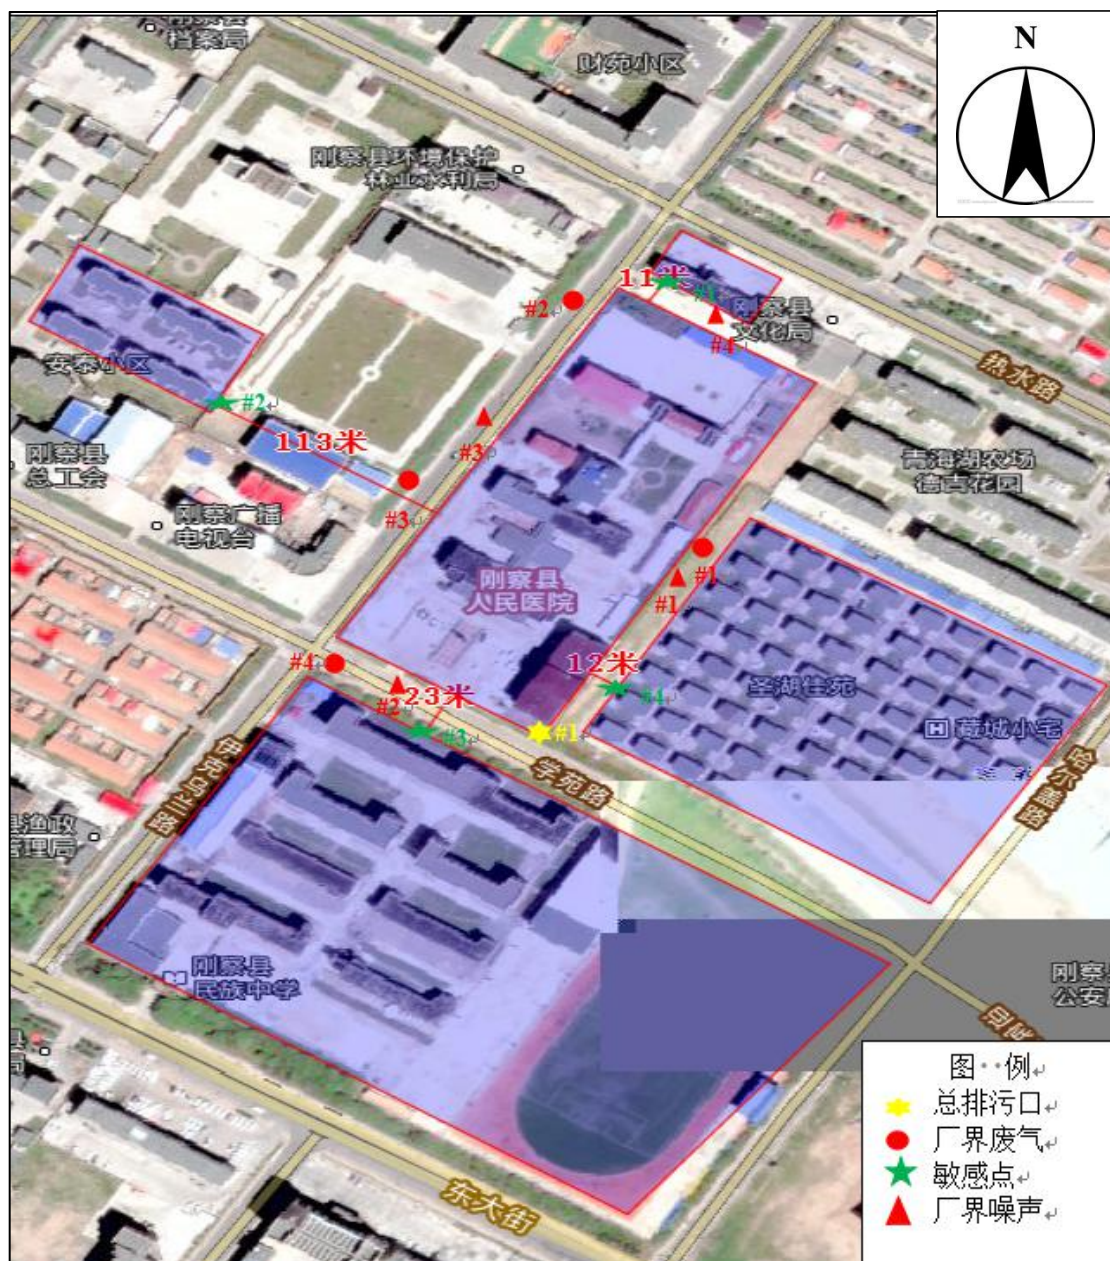 档案局
财苑小区
N
刚察县环境保护
林业水利局
11米
#1
#2
刚察县
文化局
#4
热水路
安泰小区
#2
#3
113米
刚察县
总工会
青海湖农场
德吉花园
刚察广播
电视台
#3
#1
刚察县
人民医院
#1
#4
12米
圣湖佳苑
#4
23米
#2
#3
#1
藏城小宅
学苑路
哈尔盖路
县渔政
管理局
刚察县
民族中学
刚察
公安
东大街
图例
总排污口
厂界废气
敏感点
厂界噪声